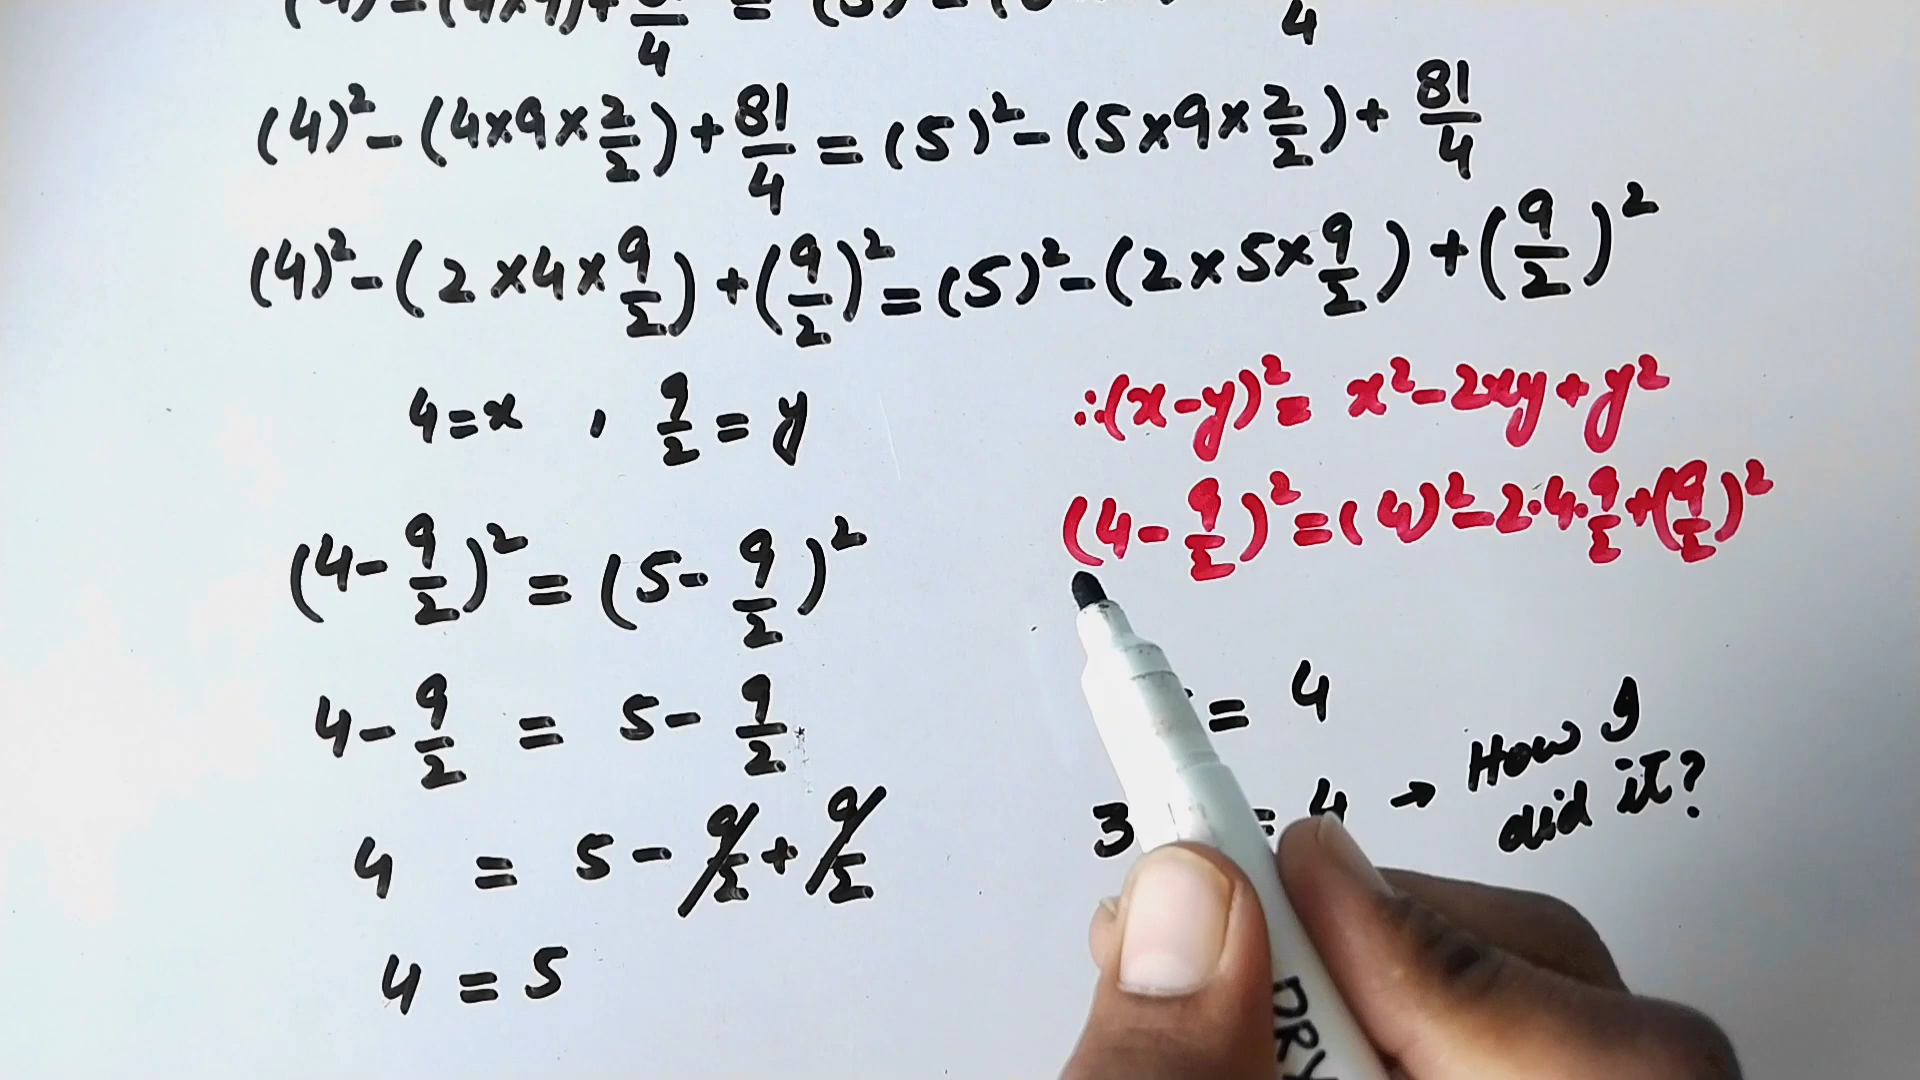 (4)² - (4×9×2/2) + 81/4 = (5)² - (5×9×2/2) + 81/4
(4)² - (2×4×9/2) + (9/2)² = (5)² - (2×5×9/2) + (9/2)²
4=x , 9/2 = y
∴(x-y)² = x² - 2xy + y²
(4 - 9/2)² = (4)² - 2·4·9/2 + (9/2)²
(4 - 9/2)² = (5 - 9/2)²
4 - 9/2 = 5 - 9/2
4 = 5 - 9/2 + 9/2
4 = 5
= 4
3 = 4 → How I did it?
DRY